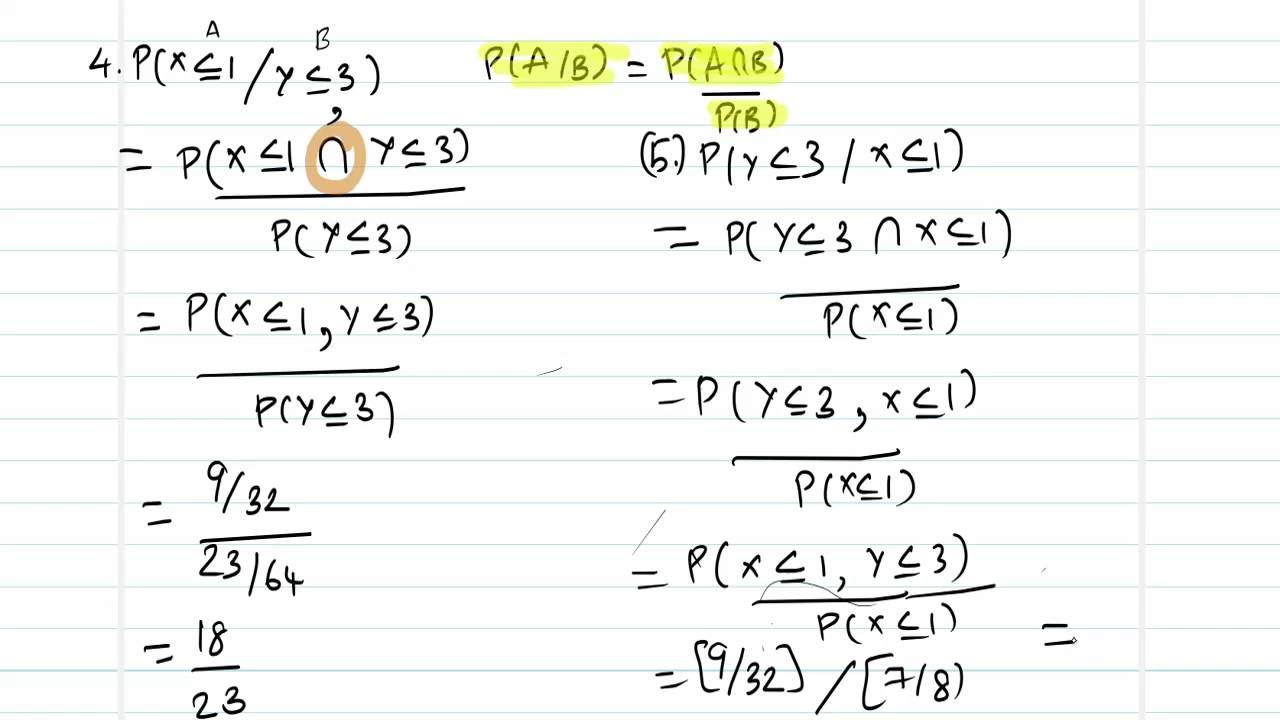 A B
4. P(X ≤ 1 / Y ≤ 3)
= P(X ≤ 1 ∩ Y ≤ 3)
,
P(Y ≤ 3)
= P(X ≤ 1, Y ≤ 3)
P(Y ≤ 3)
= 9/32
23/64
= 18
23
P(A/B) = P(A∩B)
P(B)
(5.) P(Y ≤ 3 / X ≤ 1)
= P(Y ≤ 3 ∩ X ≤ 1)
P(X ≤ 1)
= P(Y ≤ 3, X ≤ 1)
P(X ≤ 1)
= P(X ≤ 1, Y ≤ 3)
P(X ≤ 1)
= [9/32] / [7/8)
=